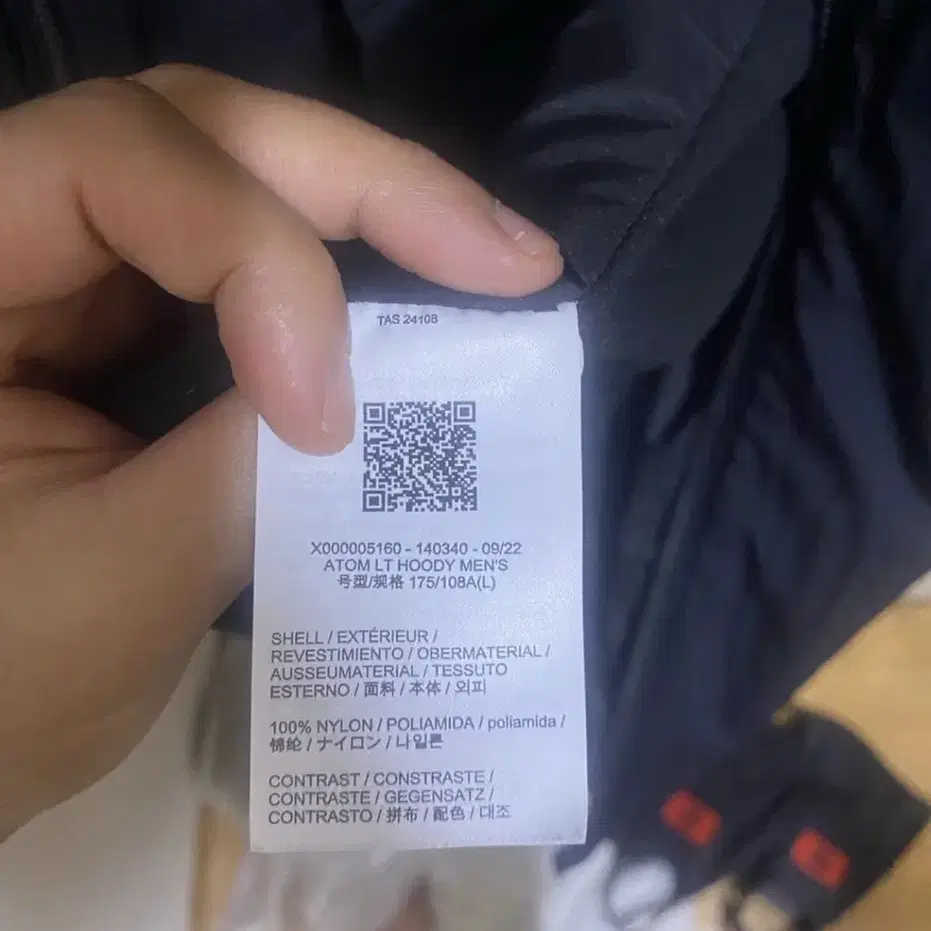 TAS 24108
X000005160 - 140340 - 09/22
ATOM LT HOODY MEN'S
号型/规格 175/108A(L)
SHELL / EXTÉRIEUR /
REVESTIMIENTO / OBERMATERIAL /
AUSSEUMATERIAL / TESSUTO
ESTERNO / 面料 / 本体 / 외피
100% NYLON / POLIAMIDA / poliamida /
锦纶 / ナイロン / 나일론
CONTRAST / CONSTRASTE /
CONTRASTE / GEGENSATZ /
CONTRASTO / 拼布 / 配色 / 대조